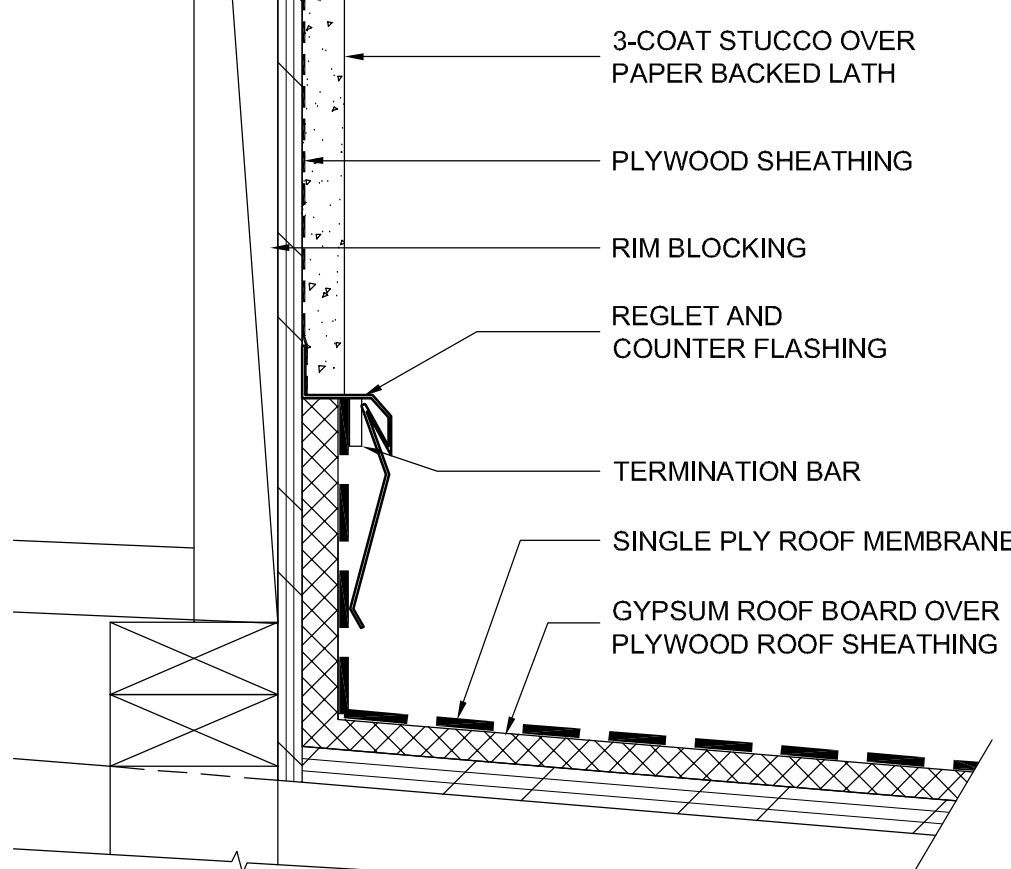 3-COAT STUCCO OVER
PAPER BACKED LATH
PLYWOOD SHEATHING
RIM BLOCKING
REGLET AND
COUNTER FLASHING
TERMINATION BAR
SINGLE PLY ROOF MEMBRANE
GYPSUM ROOF BOARD OVER
PLYWOOD ROOF SHEATHING